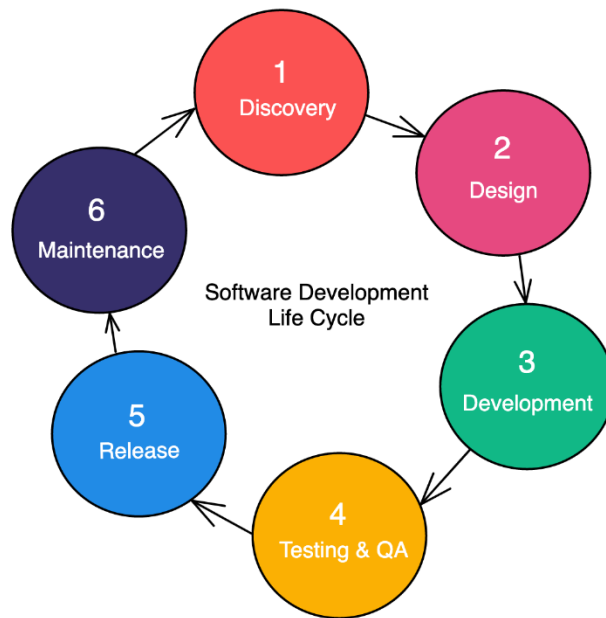 1
Discovery
2
Design
3
Development
4
Testing & QA
5
Release
6
Maintenance
Software Development
Life Cycle